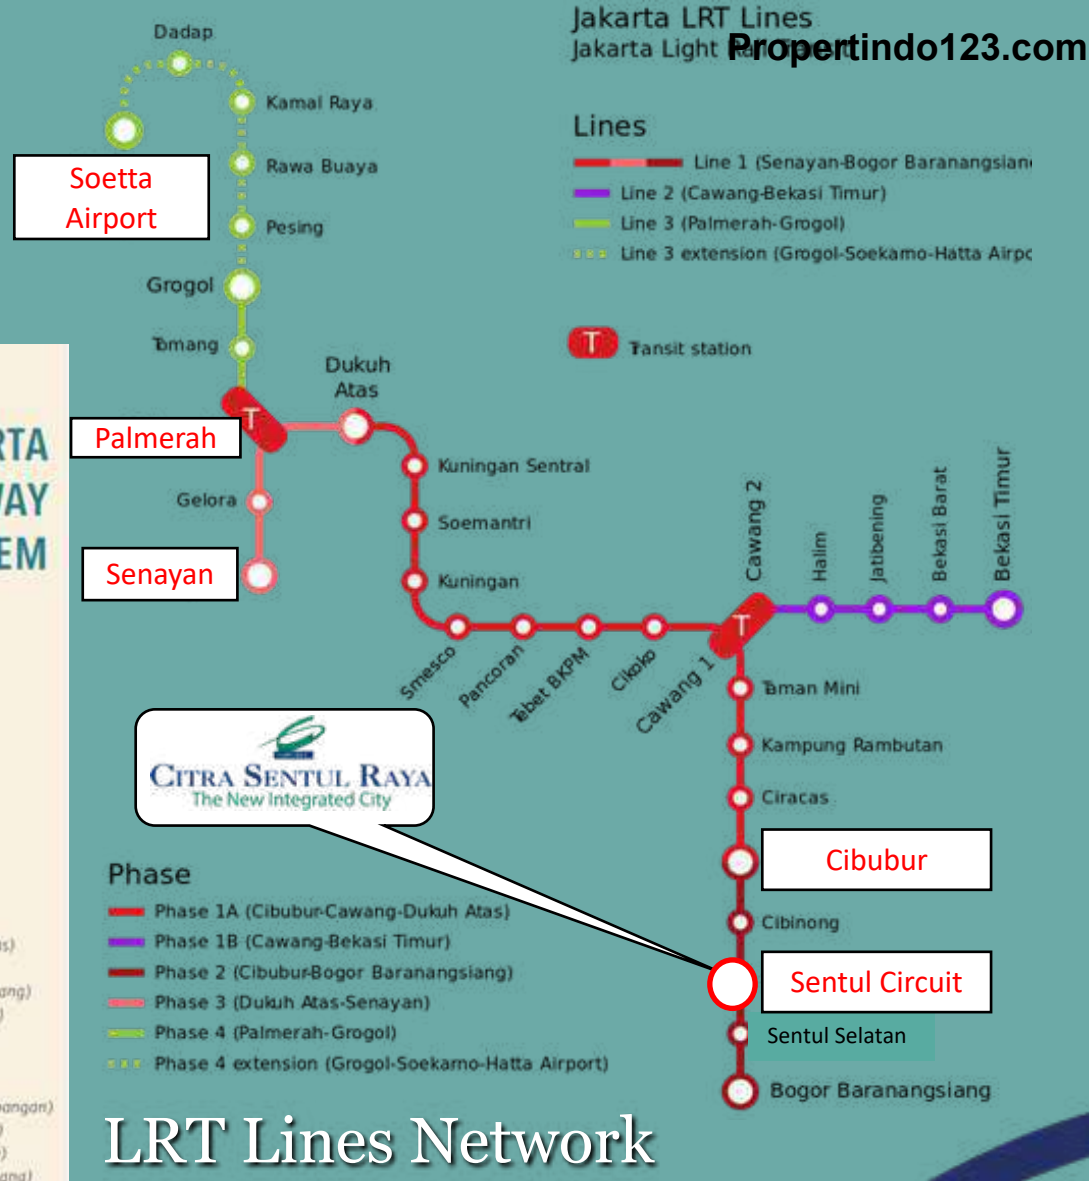 Jakarta LRT Lines
Jakarta Light Rail Transit
Propertindo123.com
Dadap
Kamal Raya
Soetta
Airport
Rawa Buaya
Pesing
Grogol
Tomang
Lines
Line 1 (Senayan-Bogor Baranangsian
Line 2 (Cawang-Bekasi Timur)
Line 3 (Palmerah-Grogol)
Line 3 extension (Grogol-Soekarno-Hatta Airpo
T
Transit station
Dukuh
Atas
T
Palmerah
RTA
WAY
EM
Gelora
Senayan
Kuningan Sentral
Soemantri
Kuningan
Smesco
Pancoran
Tebet BKPM
Cikoko
Cawang 1
T
Cawang 2
Halim
Jatibening
Bekasi Barat
Bekasi Timur
Taman Mini
Kampung Rambutan
Ciracas
Cibubur
Cibinong
Sentul Circuit
Sentul Selatan
Bogor Baranangsiang
CITRA SENTUL RAYA
The New Integrated City
Phase
Phase 1A (Cibubur-Cawang-Dukuh Atas)
Phase 1B (Cawang-Bekasi Timur)
Phase 2 (Cibubur-Bogor Baranangsiang)
Phase 3 (Dukuh Atas-Senayan)
Phase 4 (Palmerah-Grogol)
Phase 4 extension (Grogol-Soekarno-Hatta Airport)
LRT Lines Network